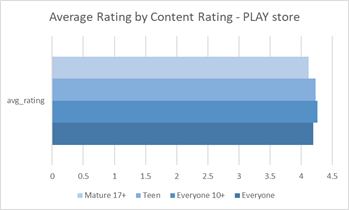 Average Rating by Content Rating - PLAY store
avg_rating
0 0.5 1 1.5 2 2.5 3 3.5 4 4.5
Mature 17+ Teen Everyone 10+ Everyone